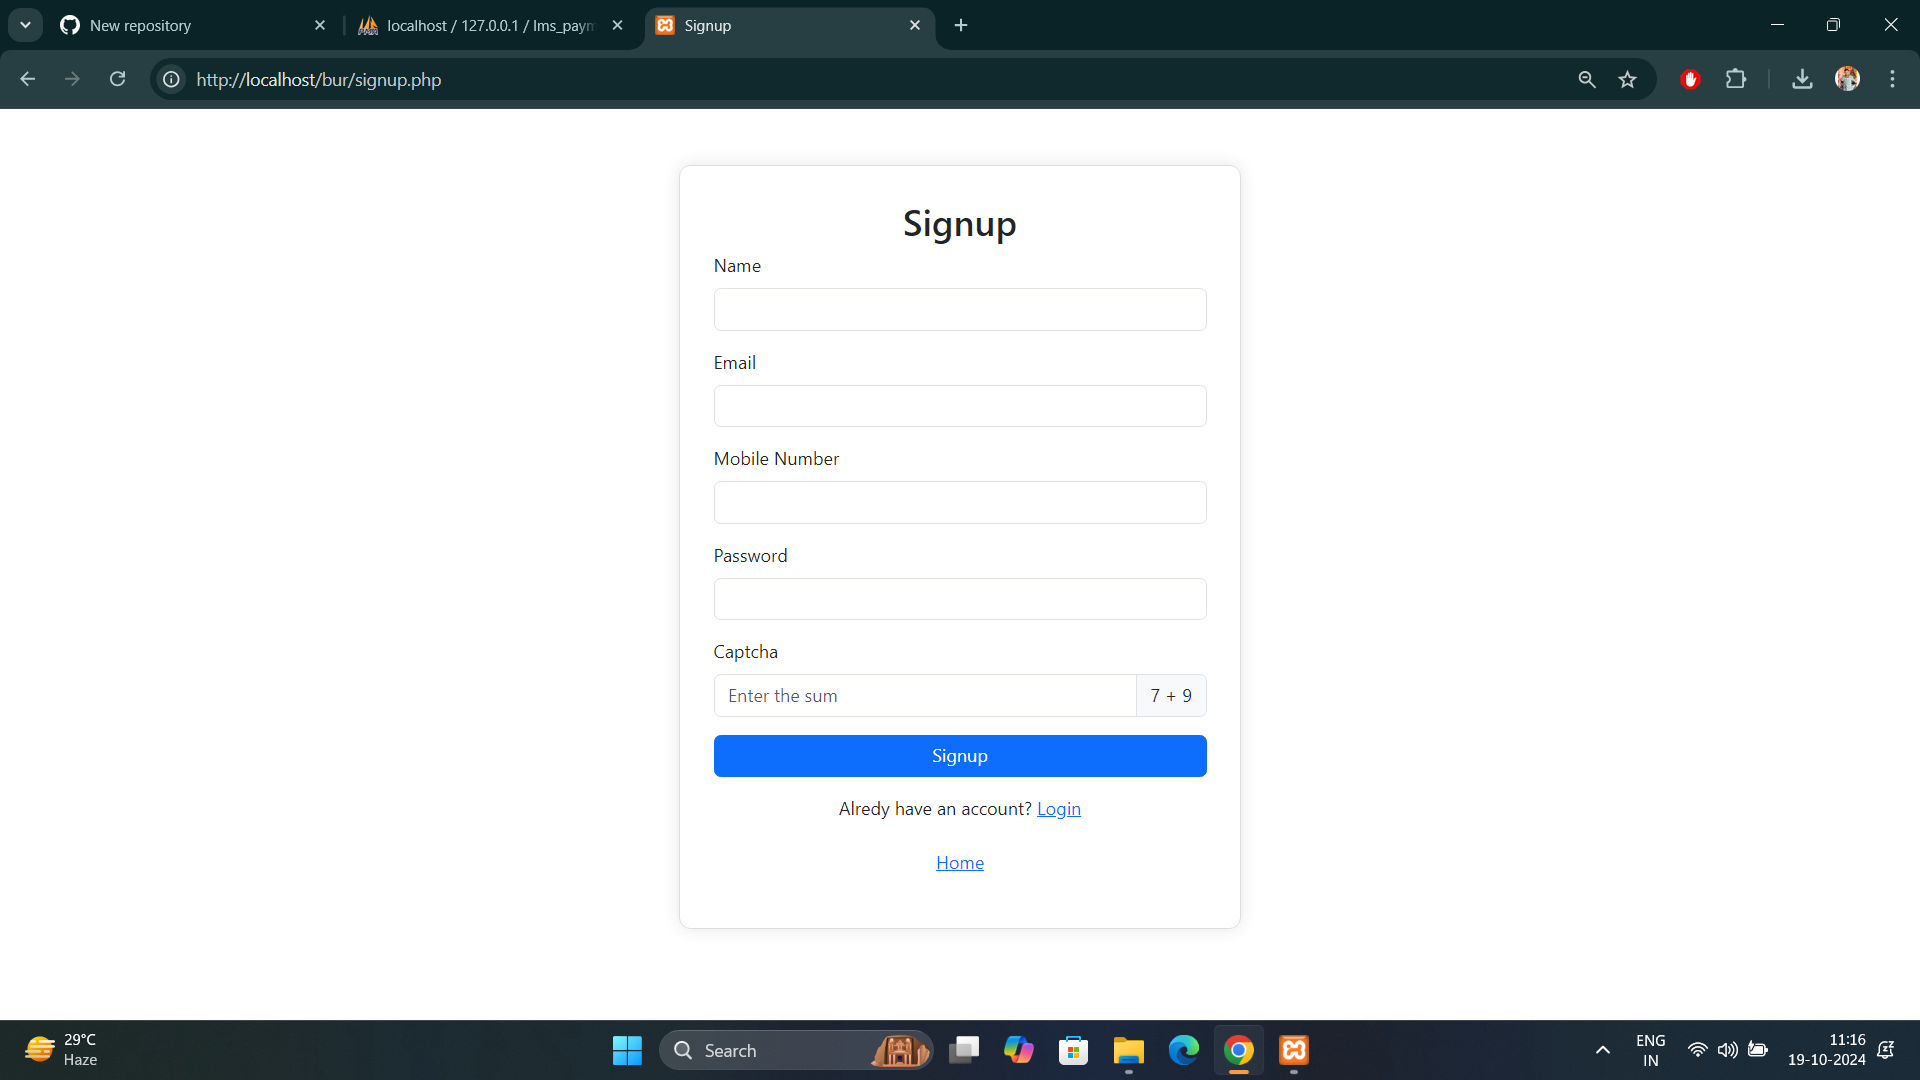 New repository
localhost / 127.0.0.1 / lms_paym
Signup
http://localhost/bur/signup.php
Signup
Name
Email
Mobile Number
Password
Captcha
Enter the sum
7 + 9
Signup
Alredy have an account? Login
Home
29°C
Haze
Search
ENG
IN
11:16
19-10-2024